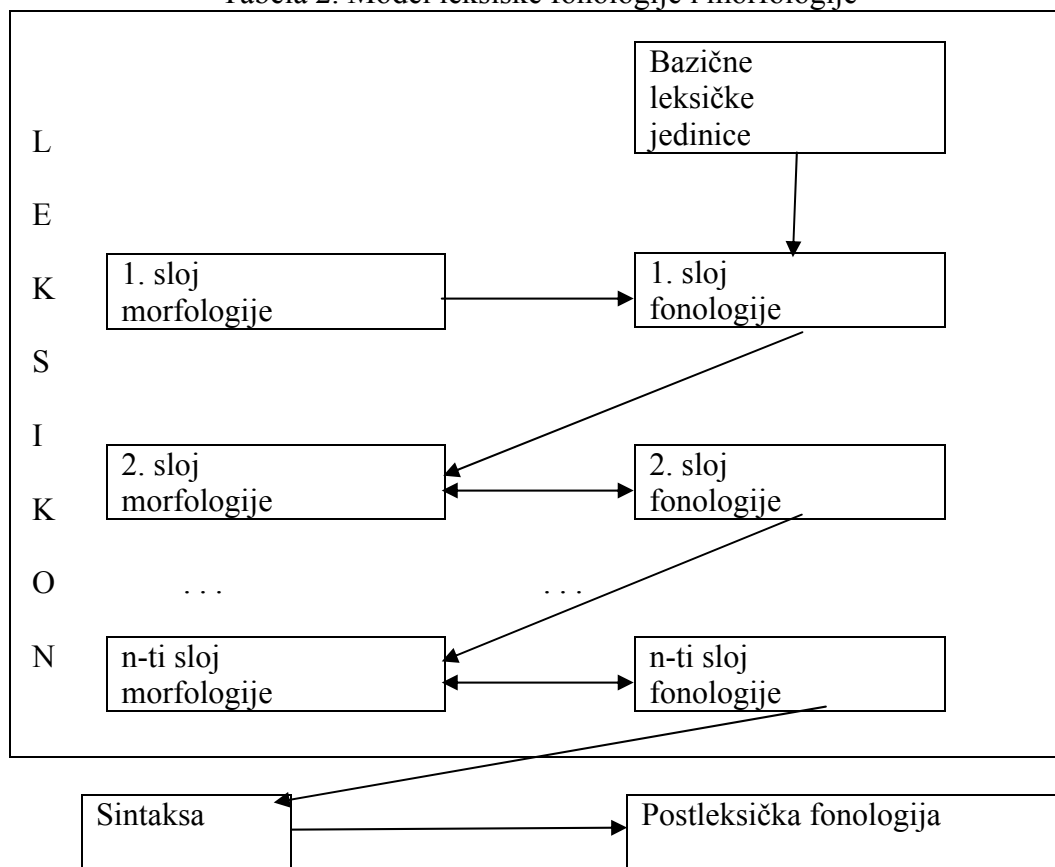 Tabela 2. Model leksiske fonologije i morfologije
Bazične
leksičke
jedinice
L
E
K
S
I
K
O
N
1. sloj
morfologije
1. sloj
fonologije
2. sloj
morfologije
2. sloj
fonologije
. . .
. . .
n-ti sloj
morfologije
n-ti sloj
fonologije
Sintaksa
Postleksička fonologija